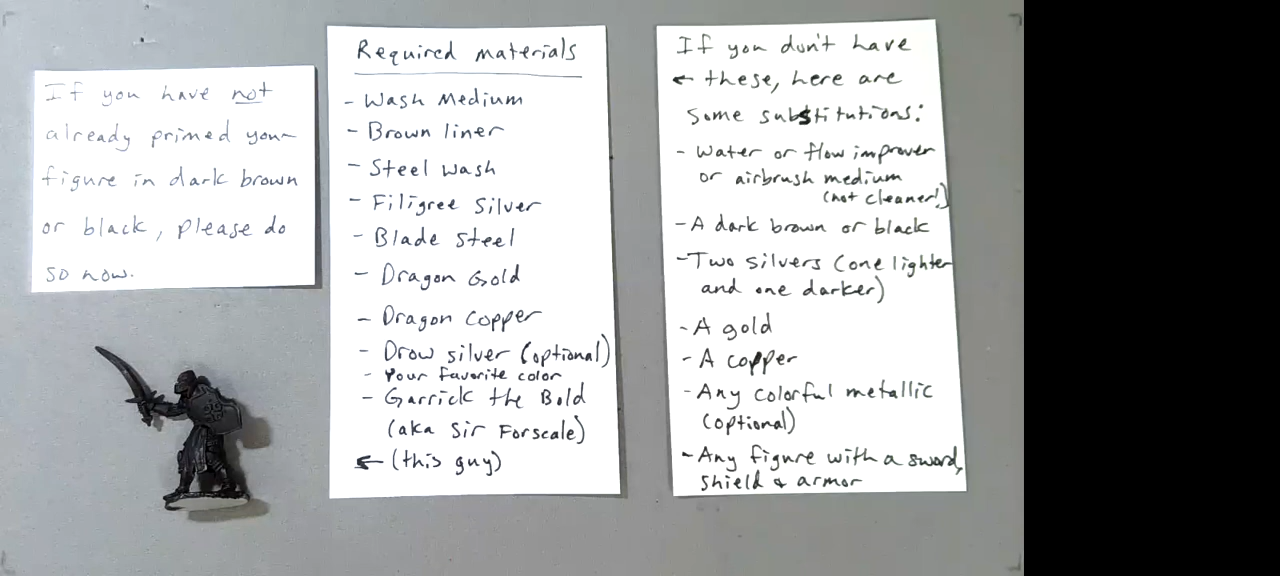 If you have not
already primed your
figure in dark brown
or black, please do
so now.
Required materials
- Wash Medium
- Brown liner
- Steel wash
- Filigree Silver
- Blade Steel
- Dragon Gold
- Dragon Copper
- Drow silver (optional)
- Your favorite color
- Garrick the Bold
(aka Sir Forscale)
← (this guy)
If you don't have
← these, here are
some substitutions:
- Water or flow improver
or airbrush medium
(not cleaner!)
- A dark brown or black
- Two silvers (one lighter
and one darker)
- A gold
- A copper
- Any colorful metallic
(optional)
- Any figure with a sword,
shield & armor